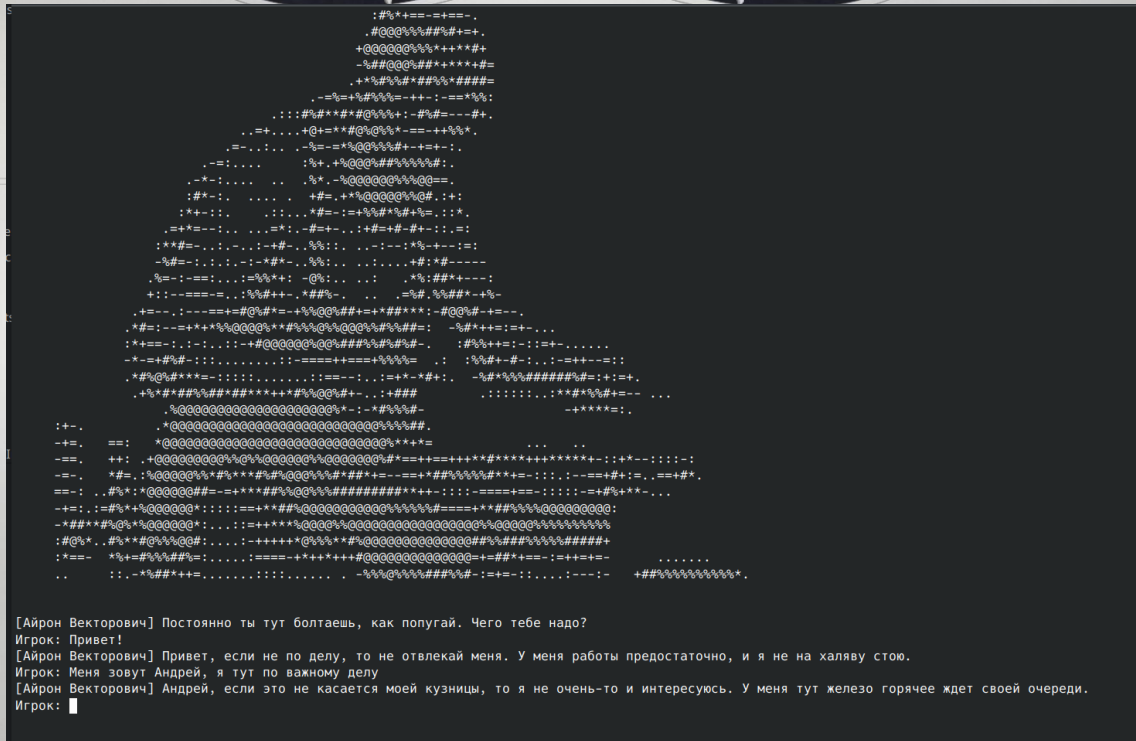 [Айрон Векторович] Постоянно ты тут болтаешь, как попугай. Чего тебе надо?
Игрок: Привет!
[Айрон Векторович] Привет, если не по делу, то не отвлекай меня. У меня работы предостаточно, и я не на халяву стою.
Игрок: Меня зовут Андрей, я тут по важному делу
[Айрон Векторович] Андрей, если это не касается моей кузницы, то я не очень-то и интересуюсь. У меня тут железо горячее ждет своей очереди.
Игрок: